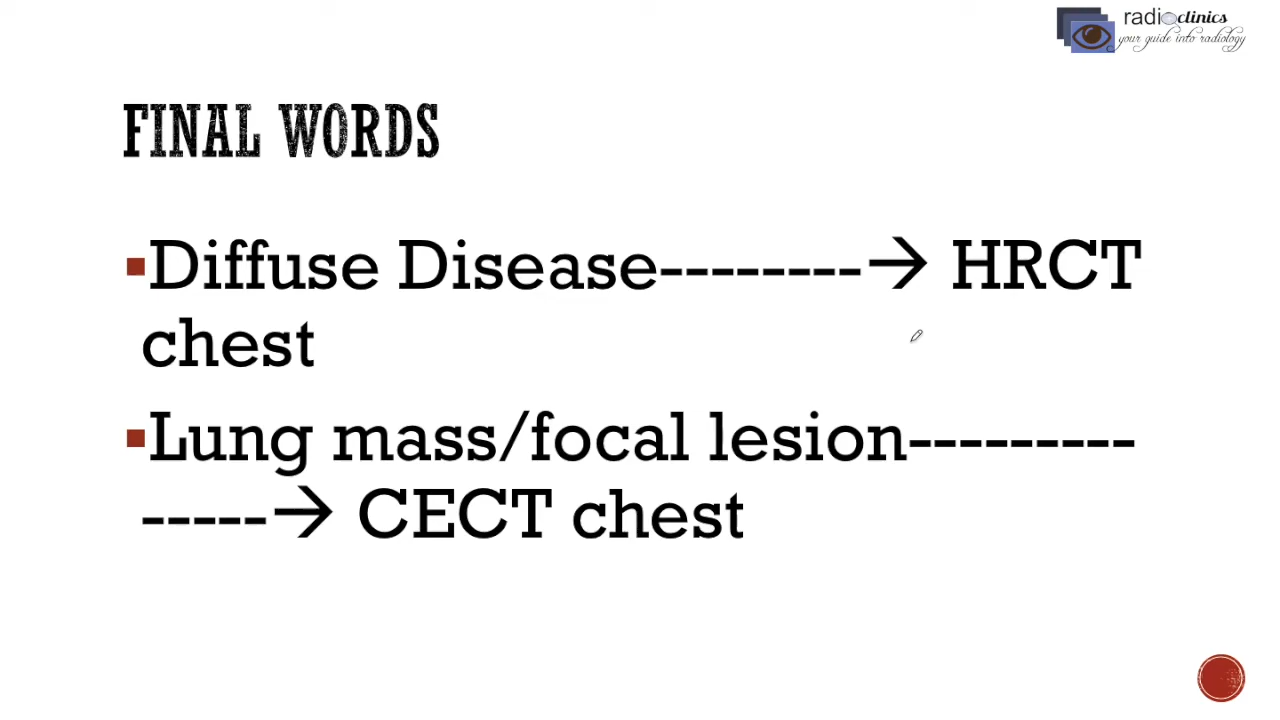 radioclinics
your guide into radiology
FINAL WORDS
▪Diffuse Disease--------→ HRCT
chest
▪Lung mass/focal lesion---------
-----→ CECT chest